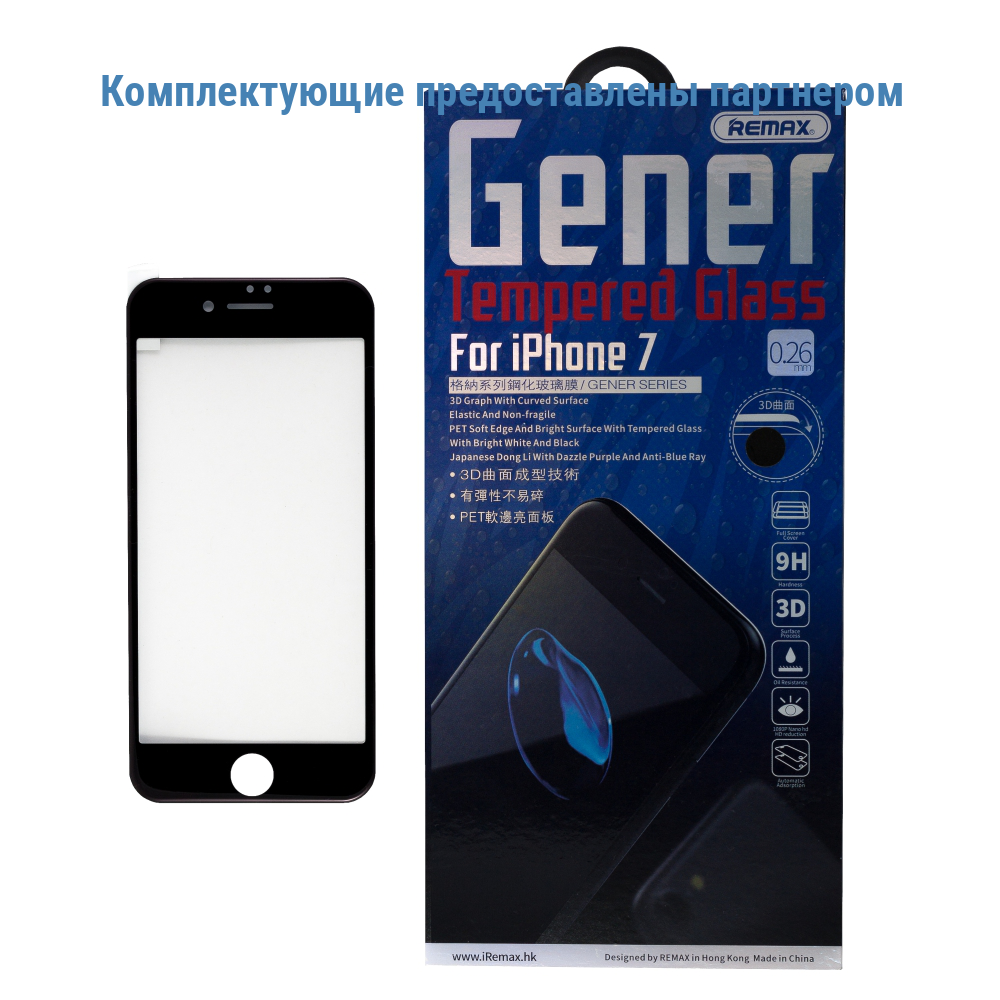 Комплектующие предоставлены партнером
REMAX®
Gener
Tempered Glass
For iPhone 7
0.26
mm
格納系列鋼化玻璃膜 / GENER SERIES
3D Graph With Curved Surface
Elastic And Non-fragile
PET Soft Edge And Bright Surface With Tempered Glass
With Bright White And Black
Japanese Dong Li With Dazzle Purple And Anti-Blue Ray
• 3D曲面成型技術
• 有彈性不易碎
• PET軟邊亮面板
3D曲面
Full Screen
Cover
9H
Hardness
3D
Surface
Process
Oil Resistance
1080P Nano hd
HD reduction
Automatic
Adsorption
www.iRemax.hk
Designed by REMAX in Hong Kong Made in China